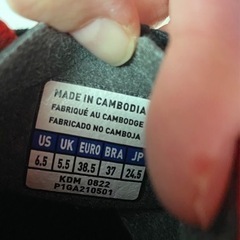 MADE IN CAMBODIA
FABRIQUÉ AU CAMBODGE
FABRICADO NO CAMBOJA
US UK EURO BRA JP
6.5 5.5 38.5 37 24.5
KDM 0822
P1GA210501